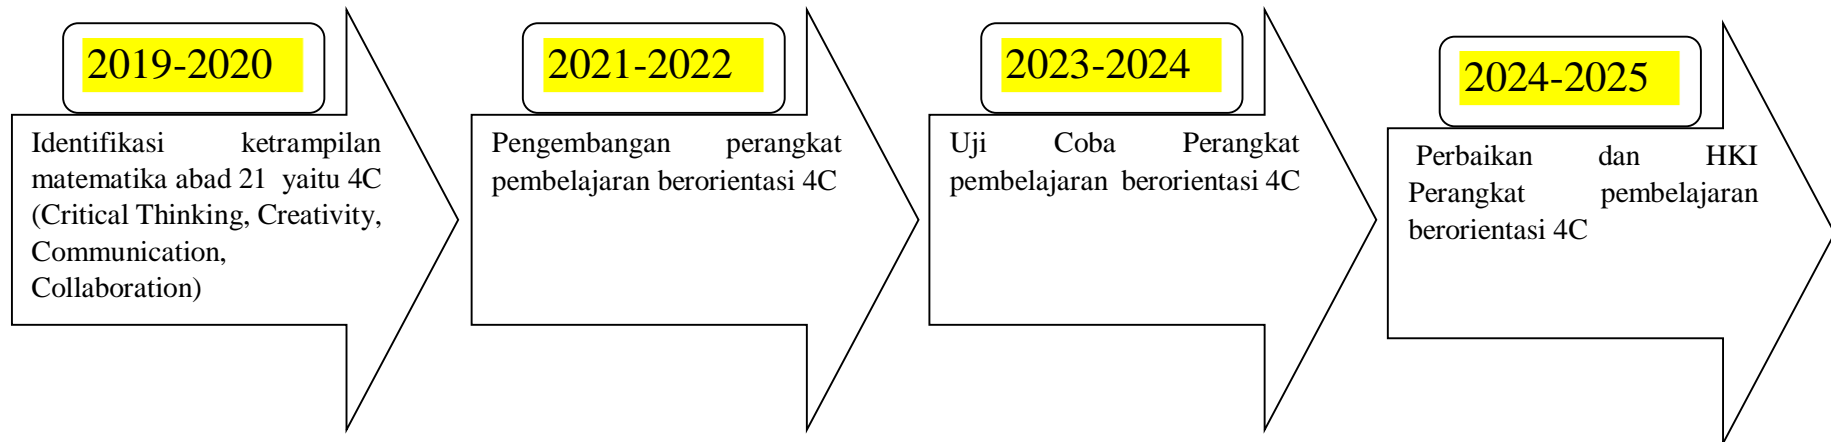 2019-2020
Identifikasi ketrampilan
matematika abad 21 yaitu 4C
(Critical Thinking, Creativity,
Communication,
Collaboration)
2021-2022
Pengembangan perangkat
pembelajaran berorientasi 4C
2023-2024
Uji Coba Perangkat
pembelajaran berorientasi 4C
2024-2025
Perbaikan dan HKI
Perangkat pembelajaran
berorientasi 4C